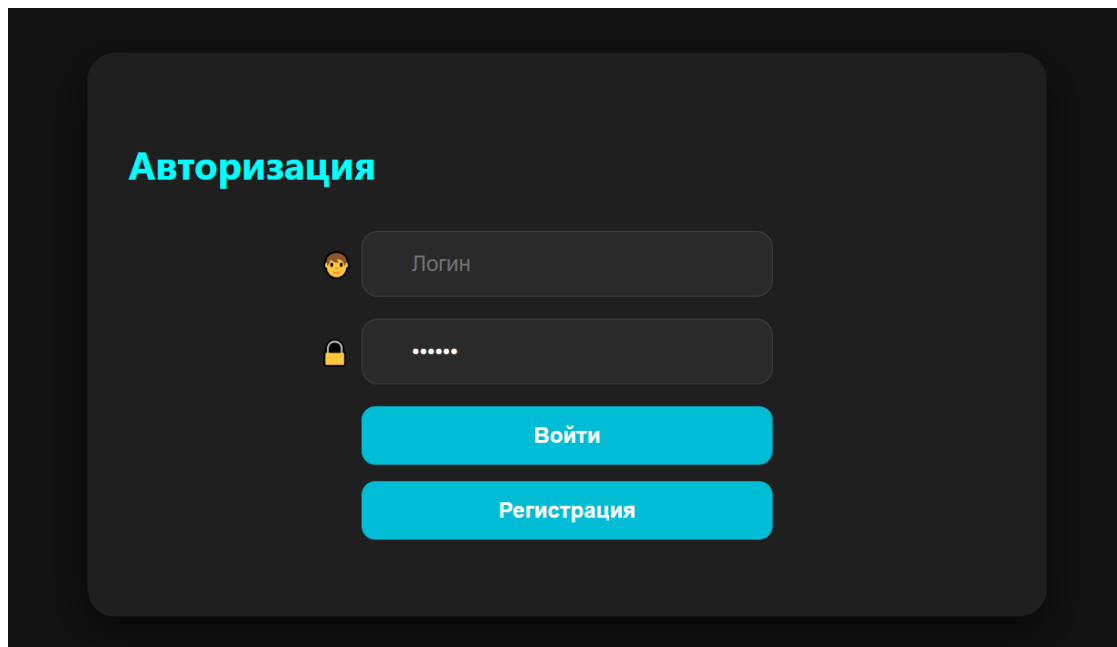 Авторизация
Логин
••••••
Войти
Регистрация